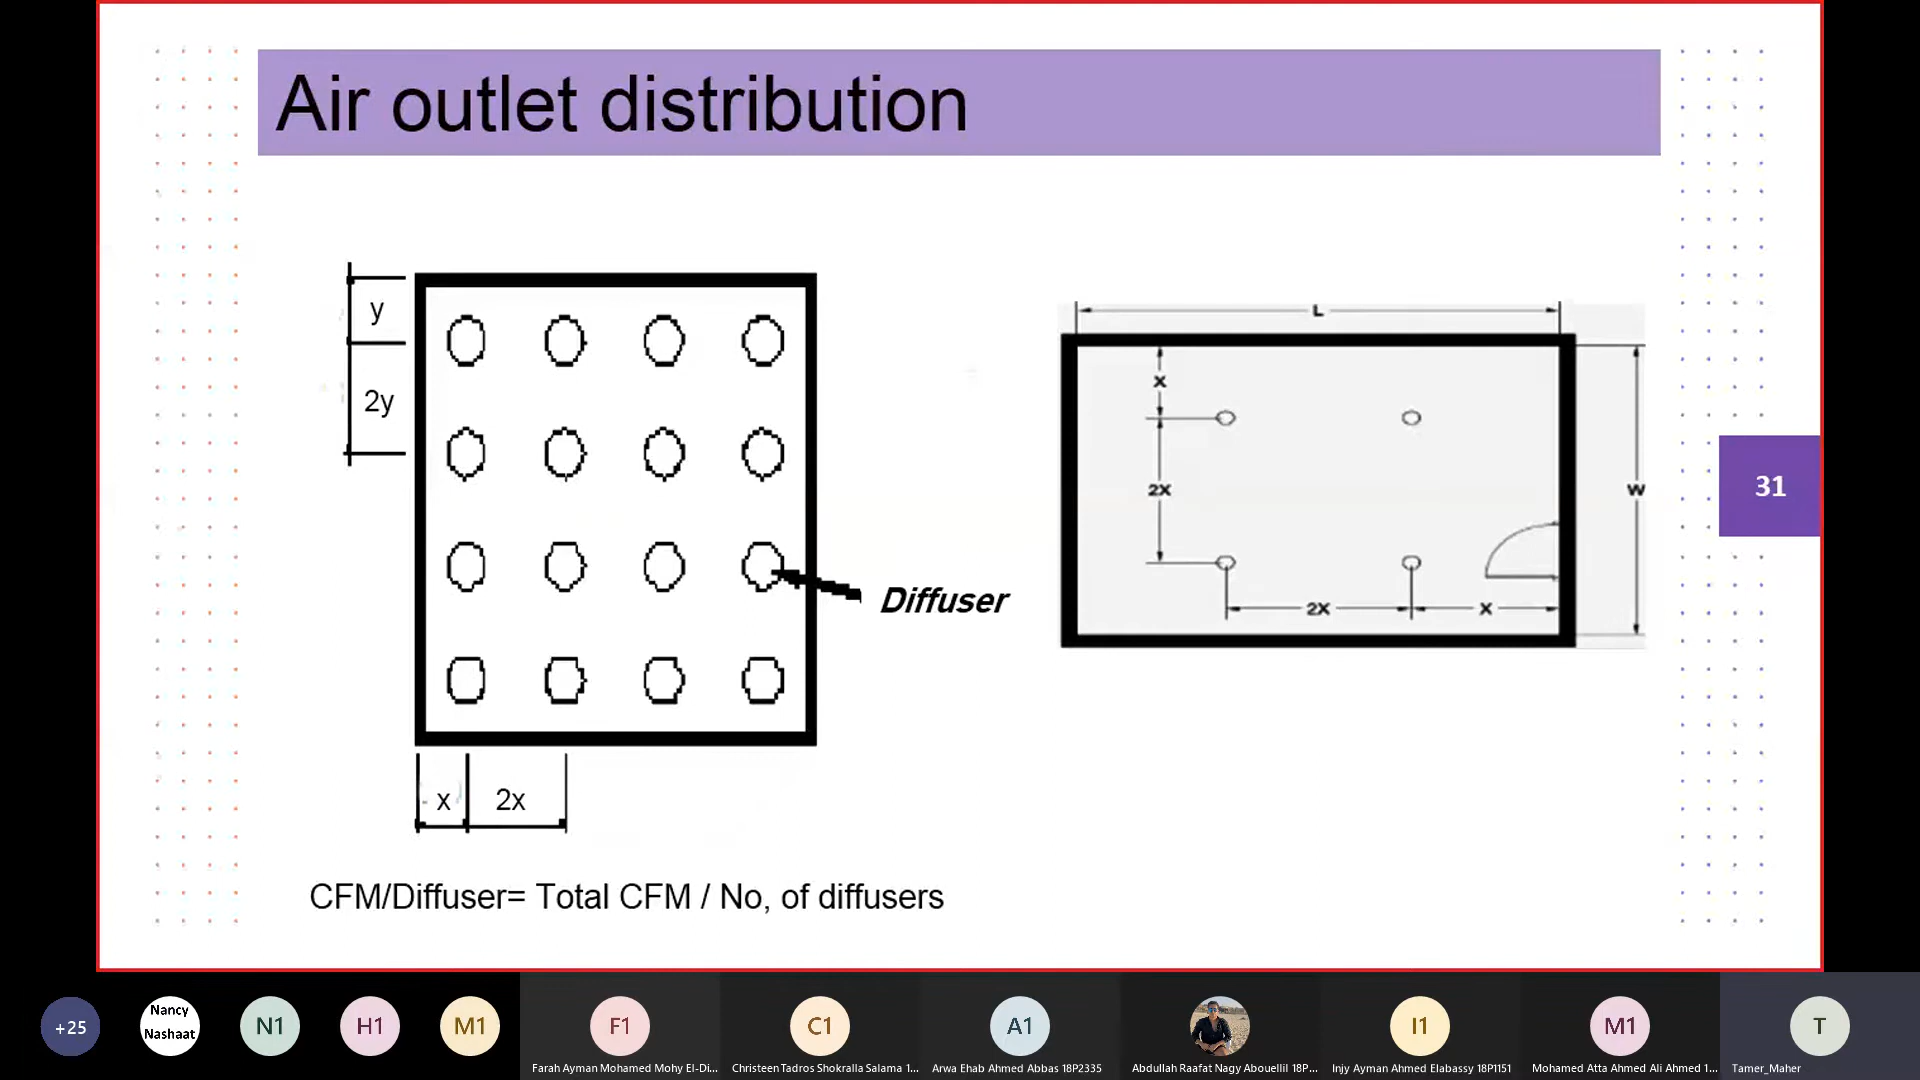 Air outlet distribution
y
2y
x
2x
Diffuser
L
X
2X
W
2X
X
31
CFM/Diffuser= Total CFM / No, of diffusers
+25
Nancy
Nashaat
N1
H1
M1
F1
C1
A1
I1
M1
T
Farah Ayman Mohamed Mohy El-Di...
Christeen Tadros Shokralla Salama 1...
Arwa Ehab Ahmed Abbas 18P2335
Abdullah Raafat Nagy Abouellil 18P...
Injy Ayman Ahmed Elabassy 18P1151
Mohamed Atta Ahmed Ali Ahmed 1...
Tamer_Maher